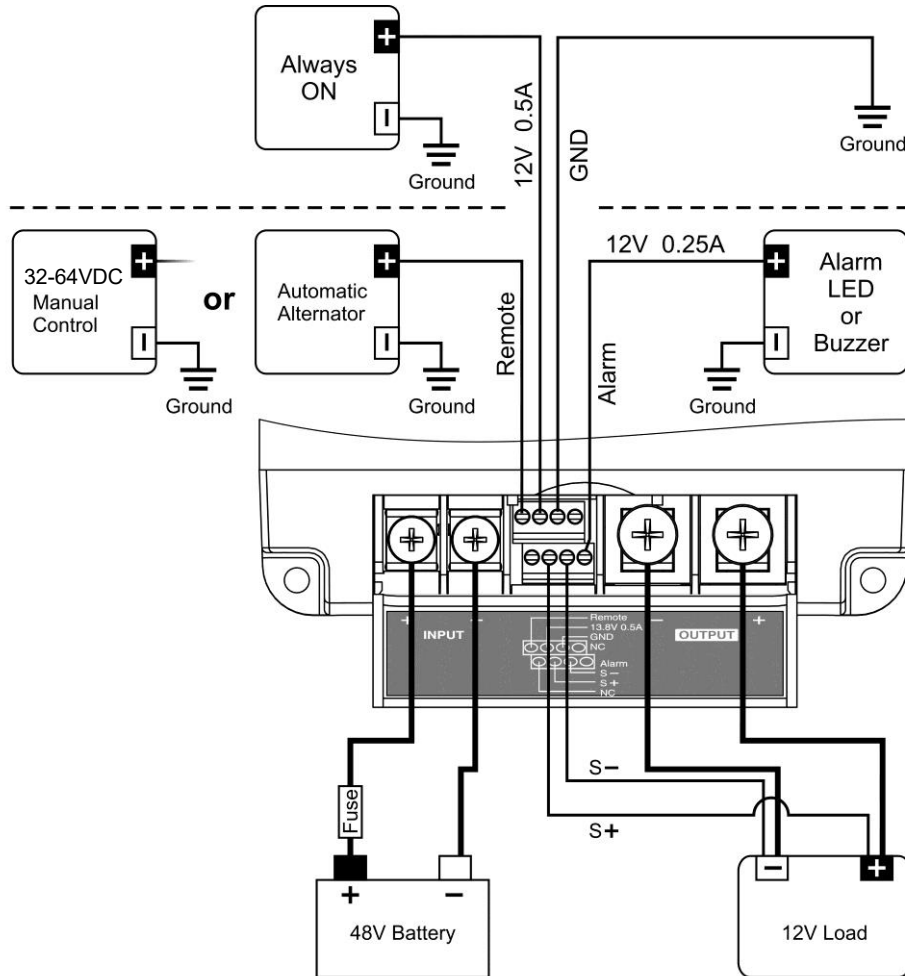 Always
ON
+
−
Ground
12V 0.5A
GND
Ground
32-64VDC
Manual
Control
+
−
Ground
or
Automatic
Alternator
+
−
Ground
Remote
12V 0.25A
Alarm
+
−
Alarm
LED
or
Buzzer
Ground
+ INPUT −
Remote
13.8V 0.5A
GND
NC
Alarm
S −
S +
NC
− OUTPUT +
S−
S+
Fuse
+ −
48V Battery
− +
12V Load